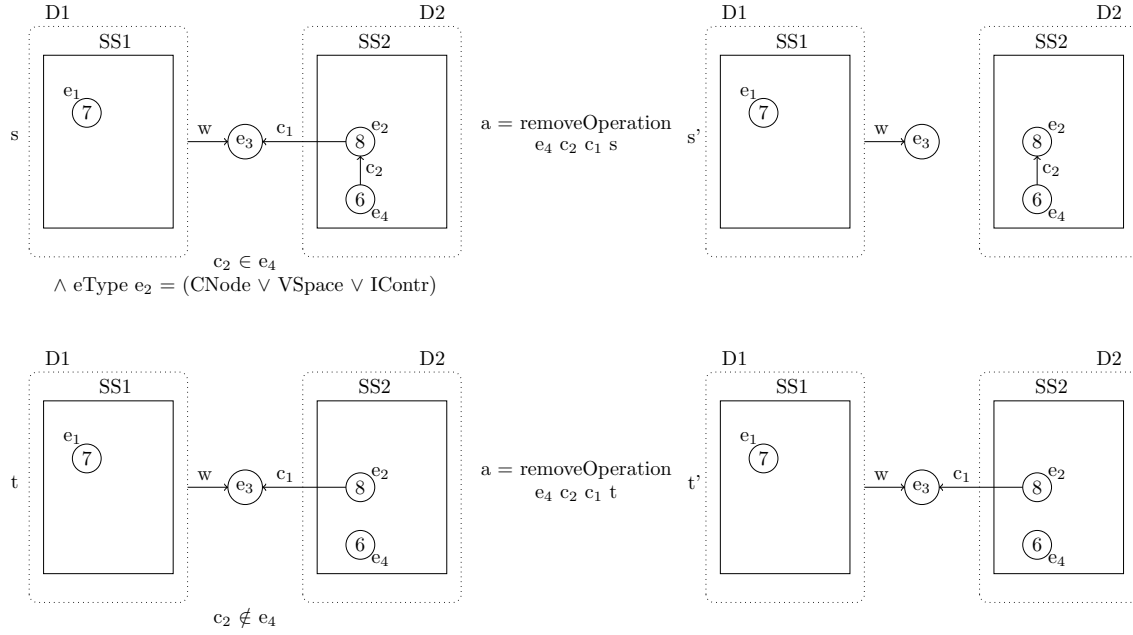 D1
D2
D1
D2
SS1
SS2
SS1
SS2
e₁
7
s
w
e₃
c₁
e₂
8
c₂
6
e₄
a = removeOperation
e₄ c₂ c₁ s
s'
e₁
7
w
e₃
e₂
8
c₂
6
e₄
c₂ ∈ e₄
∧ eType e₂ = (CNode ∨ VSpace ∨ IContr)
D1
D2
D1
D2
SS1
SS2
SS1
SS2
e₁
7
t
w
e₃
c₁
e₂
8
6
e₄
a = removeOperation
e₄ c₂ c₁ t
t'
e₁
7
w
e₃
c₁
e₂
8
6
e₄
c₂ ∉ e₄